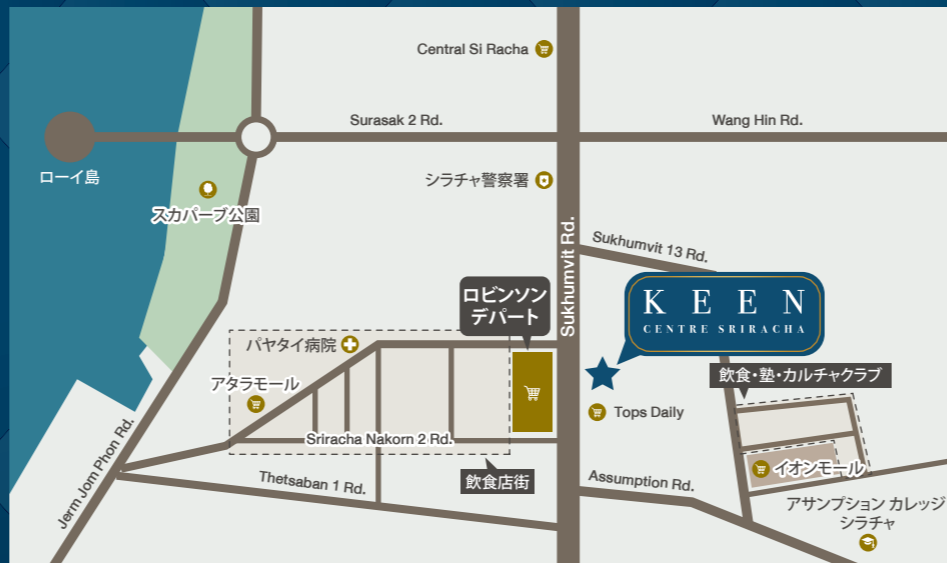 Central Si Racha
Surasak 2 Rd.
Wang Hin Rd.
ローイ島
シラチャ警察署
スカパープ公園
Sukhumvit Rd.
Sukhumvit 13 Rd.
ロビンソン
デパート
K E E N
CENTRE SRIRACHA
パヤタイ病院
アタラモール
飲食・塾・カルチャクラブ
Tops Daily
Sriracha Nakorn 2 Rd.
Jerm Jom Phon Rd.
Thetsaban 1 Rd.
飲食店街
Assumption Rd.
イオンモール
アサンプション カレッジ
シラチャ